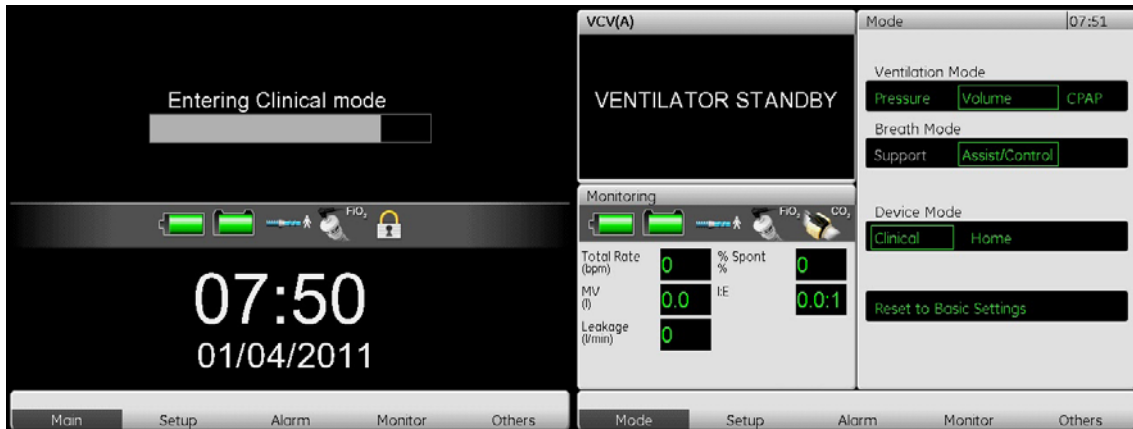 Entering Clinical mode
FiO2
07:50
01/04/2011
Main Setup Alarm Monitor Others
VCV(A)
VENTILATOR STANDBY
Monitoring
FiO2 CO2
Total Rate (bpm) 0 % Spont % 0
MV (l) 0.0 I:E 0.0:1
Leakage (l/min) 0
Mode 07:51
Ventilation Mode
Pressure Volume CPAP
Breath Mode
Support Assist/Control
Device Mode
Clinical Home
Reset to Basic Settings
Mode Setup Alarm Monitor Others